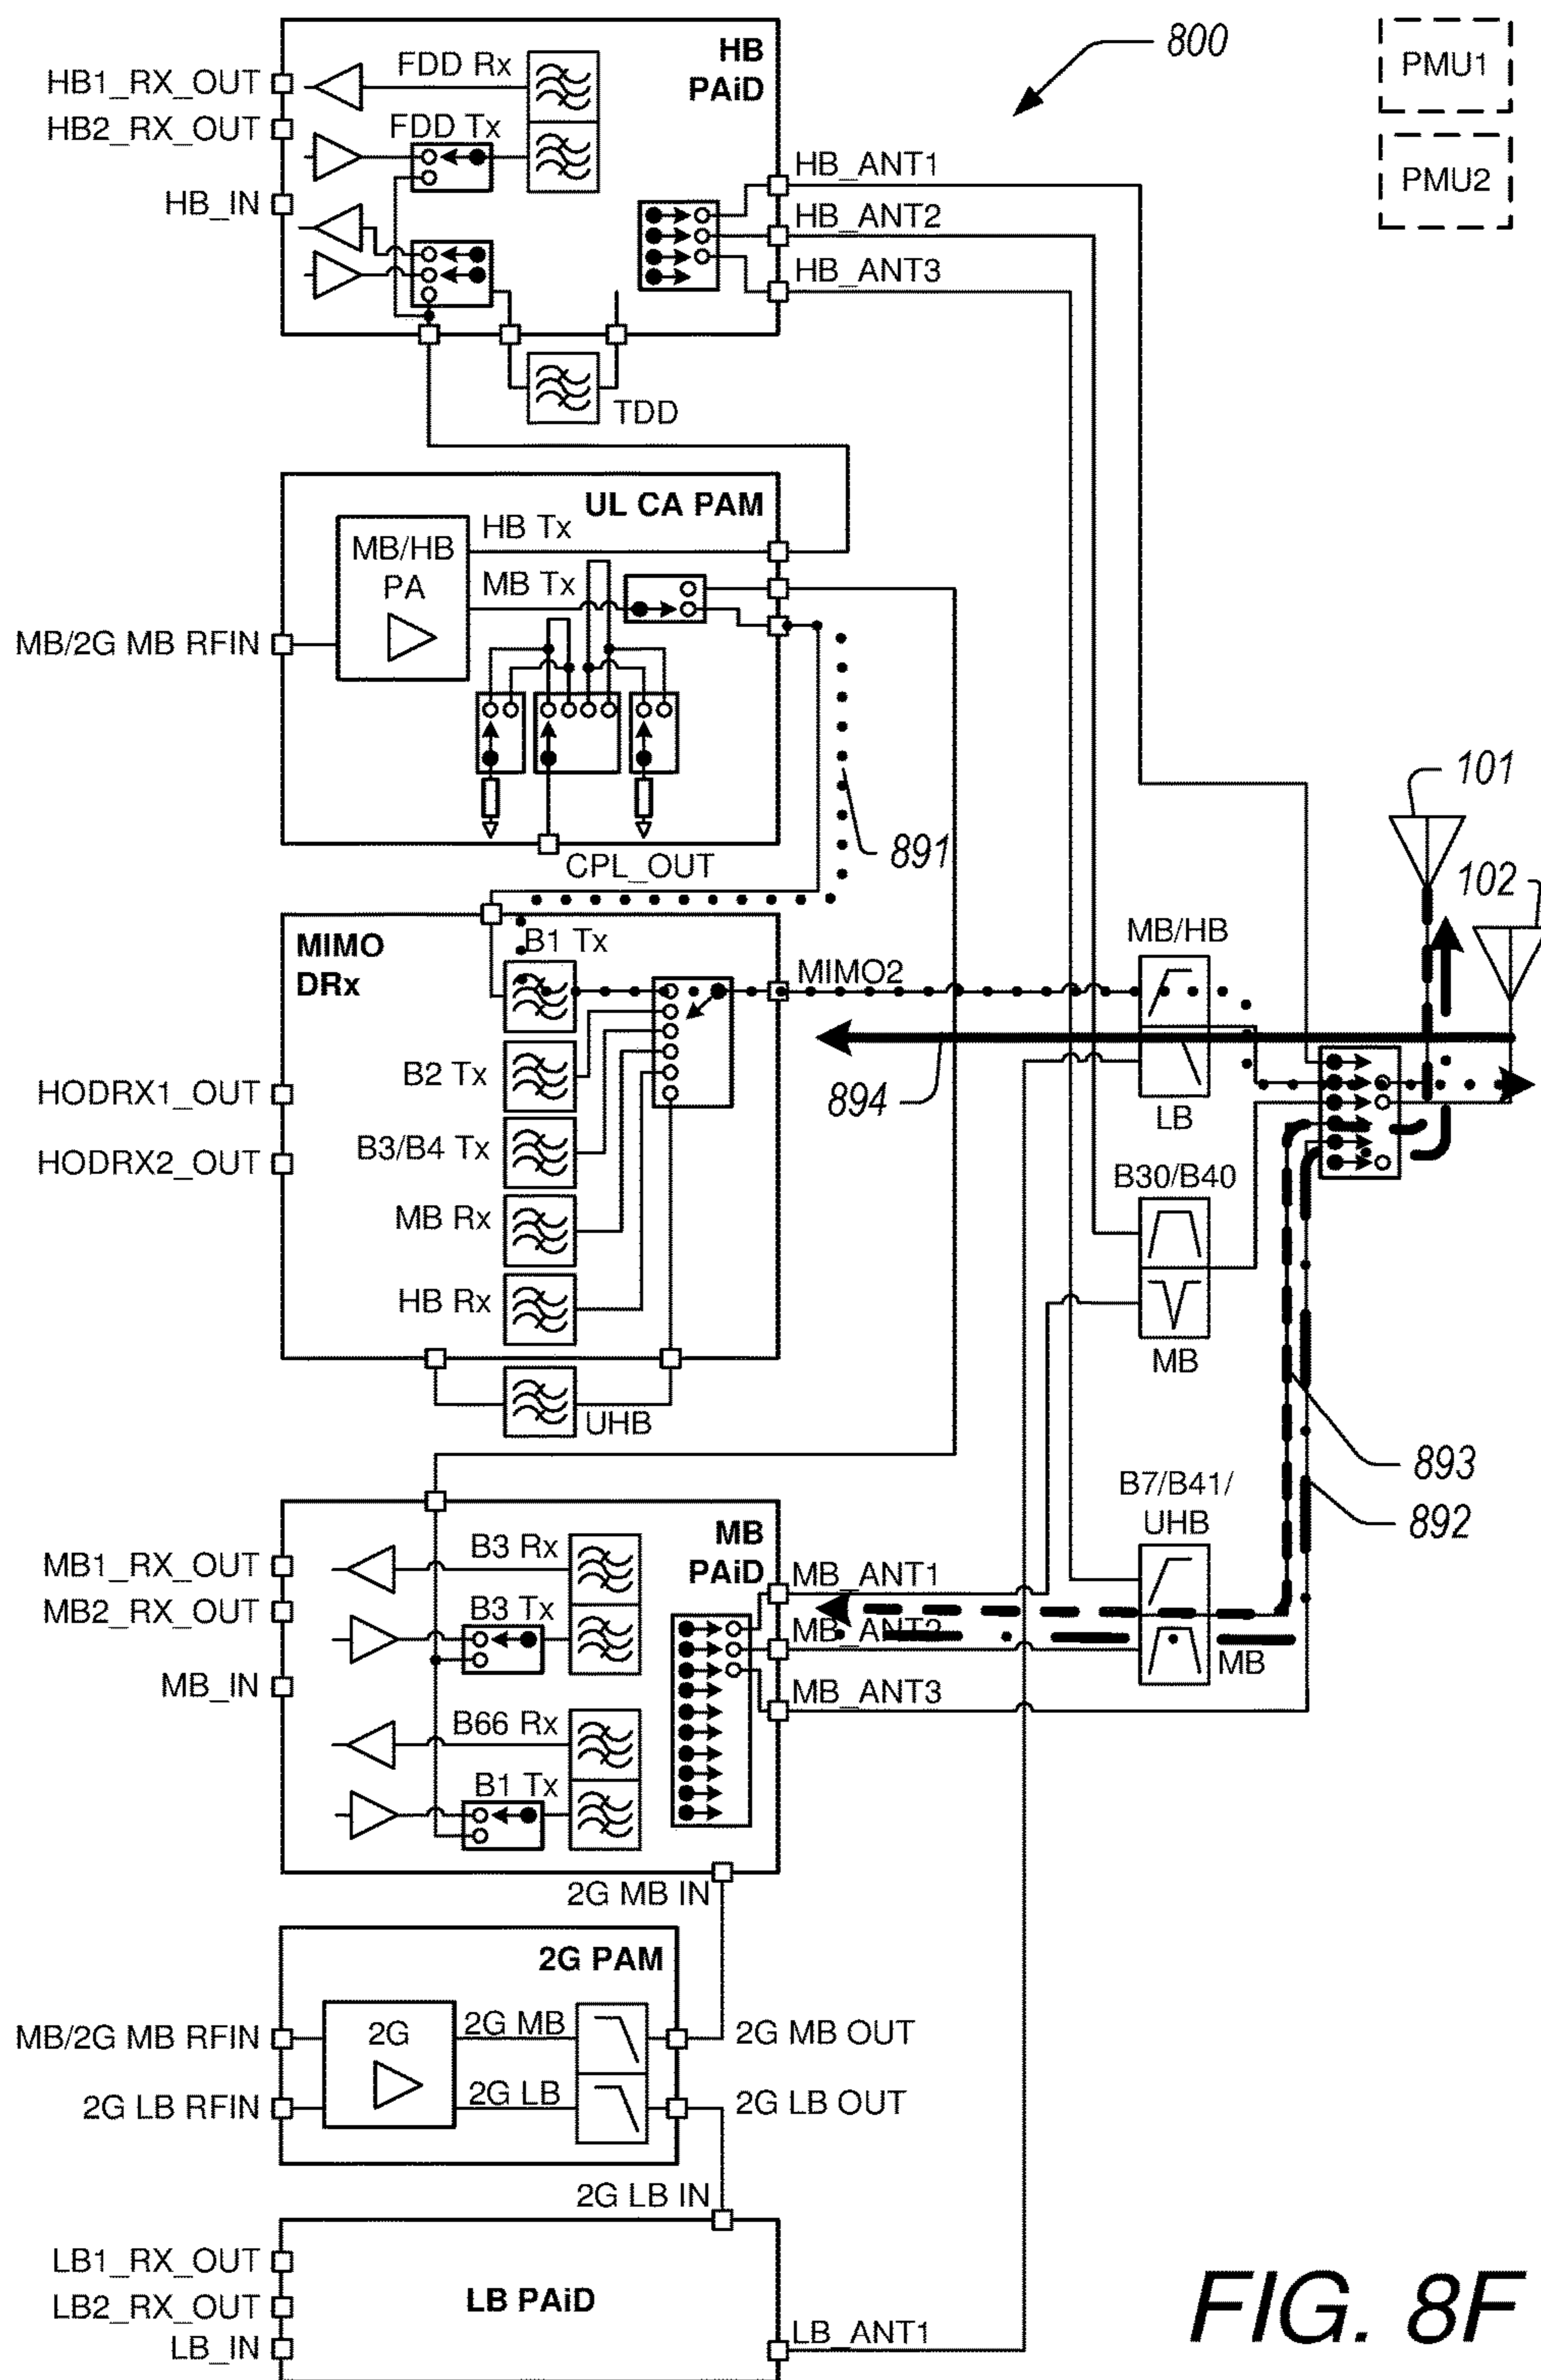 800
PMU1
PMU2
HB
PAiD
HB1_RX_OUT
FDD Rx
HB2_RX_OUT
FDD Tx
HB_IN
HB_ANT1
HB_ANT2
HB_ANT3
TDD
UL CA PAM
HB Tx
MB/HB
PA
MB Tx
MB/2G MB RFIN
CPL_OUT
891
101
102
MIMO
DRx
B1 Tx
MIMO2
MB/HB
LB
894
B2 Tx
HODRX1_OUT
B3/B4 Tx
HODRX2_OUT
MB Rx
HB Rx
UHB
B30/B40
MB
893
892
B7/B41/
UHB
MB
MB
PAiD
B3 Rx
MB1_RX_OUT
B3 Tx
MB2_RX_OUT
MB_ANT1
MB_ANT2
MB_IN
MB_ANT3
B66 Rx
B1 Tx
2G MB IN
2G PAM
MB/2G MB RFIN
2G
2G MB
2G MB OUT
2G LB RFIN
2G LB
2G LB OUT
2G LB IN
LB1_RX_OUT
LB2_RX_OUT
LB_IN
LB PAiD
LB_ANT1
FIG. 8F